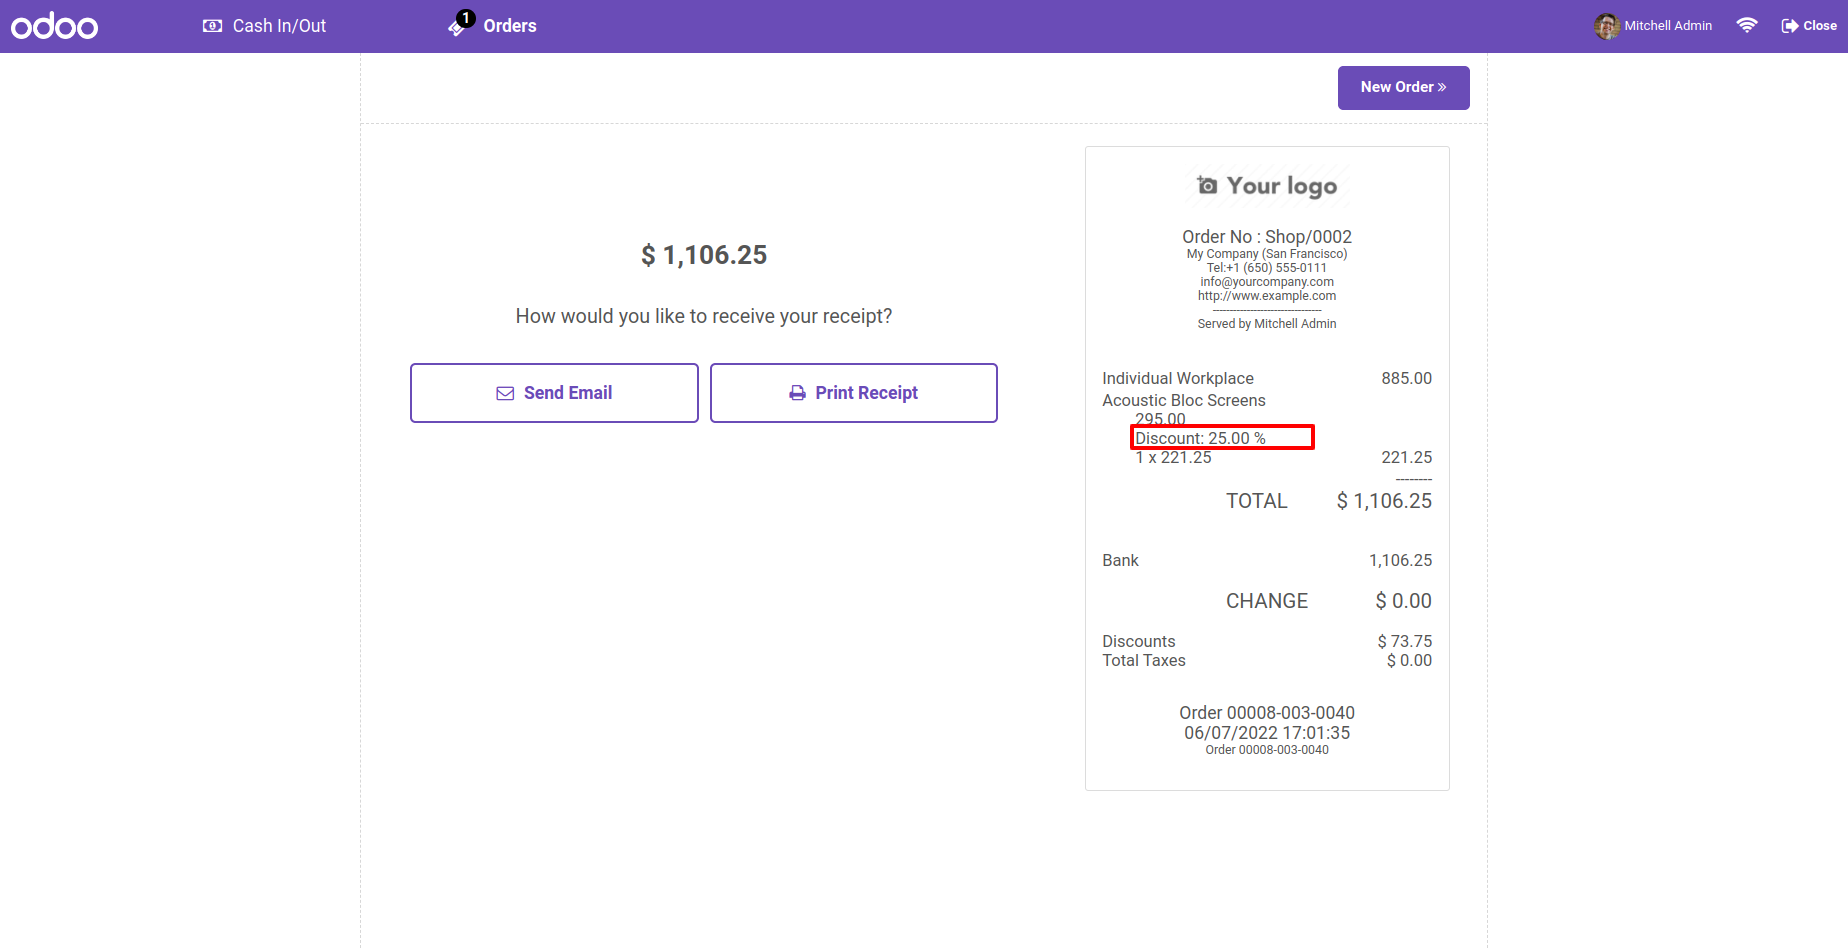 odoo
Cash In/Out
1
Orders
Mitchell Admin
Close
New Order »
$ 1,106.25
How would you like to receive your receipt?
Send Email
Print Receipt
Your logo
Order No : Shop/0002
My Company (San Francisco)
Tel:+1 (650) 555-0111
info@yourcompany.com
http://www.example.com
--------------------------------
Served by Mitchell Admin
Individual Workplace 885.00
Acoustic Bloc Screens
295.00
Discount: 25.00 %
1 x 221.25 221.25
--------
TOTAL $ 1,106.25
Bank 1,106.25
CHANGE $ 0.00
Discounts $ 73.75
Total Taxes $ 0.00
Order 00008-003-0040
06/07/2022 17:01:35
Order 00008-003-0040